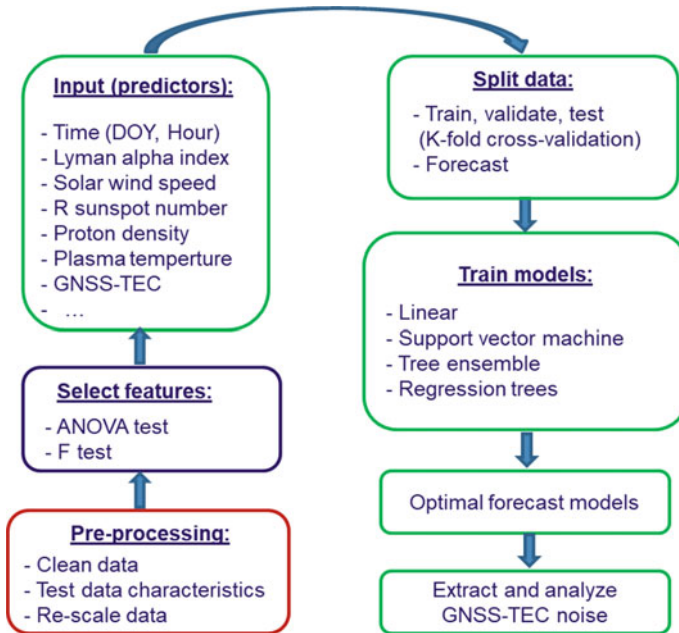 Input (predictors):
- Time (DOY, Hour)
- Lyman alpha index
- Solar wind speed
- R sunspot number
- Proton density
- Plasma temperture
- GNSS-TEC
- ...
Select features:
- ANOVA test
- F test
Pre-processing:
- Clean data
- Test data characteristics
- Re-scale data
Split data:
- Train, validate, test
(K-fold cross-validation)
- Forecast
Train models:
- Linear
- Support vector machine
- Tree ensemble
- Regression trees
Optimal forecast models
Extract and analyze
GNSS-TEC noise